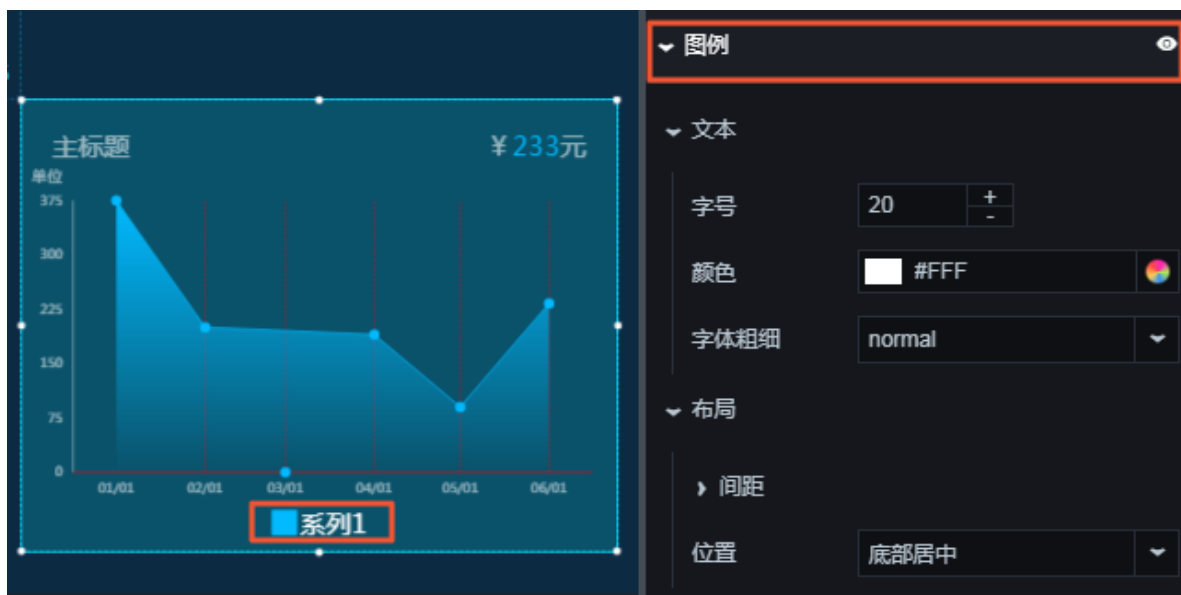 主标题
¥ 233元
单位
375
300
225
150
75
0
01/01 02/01 03/01 04/01 05/01 06/01
系列1
图例
文本
字号 20 + -
颜色 #FFF
字体粗细 normal
布局
间距
位置 底部居中